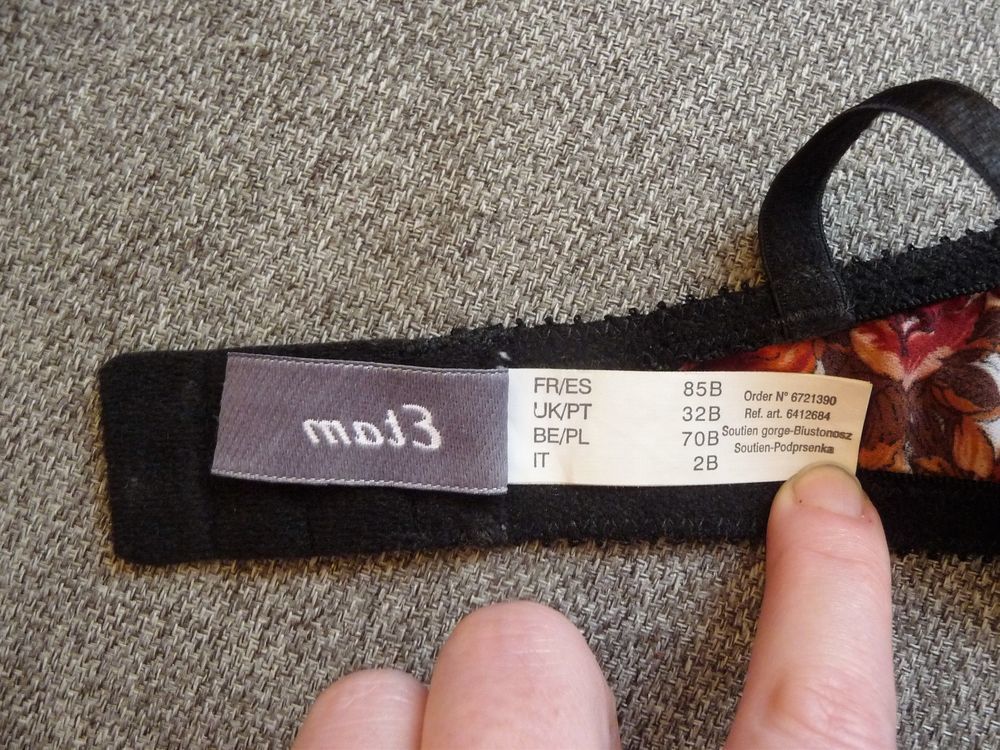 Etam
FR/ES 85B
UK/PT 32B
BE/PL 70B
IT 2B
Order N° 6721390
Ref. art. 6412684
Soutien gorge-Biustonosz
Soutien-Podprsenka